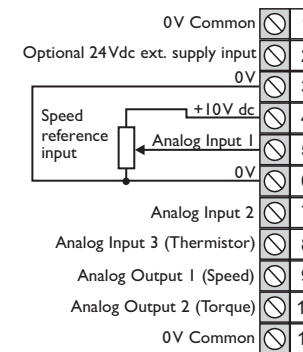 0V Common
Optional 24Vdc ext. supply input
0V
Speed
reference
input
+10V dc
Analog Input 1
0V
Analog Input 2
Analog Input 3 (Thermistor)
Analog Output 1 (Speed)
Analog Output 2 (Torque)
0V Common